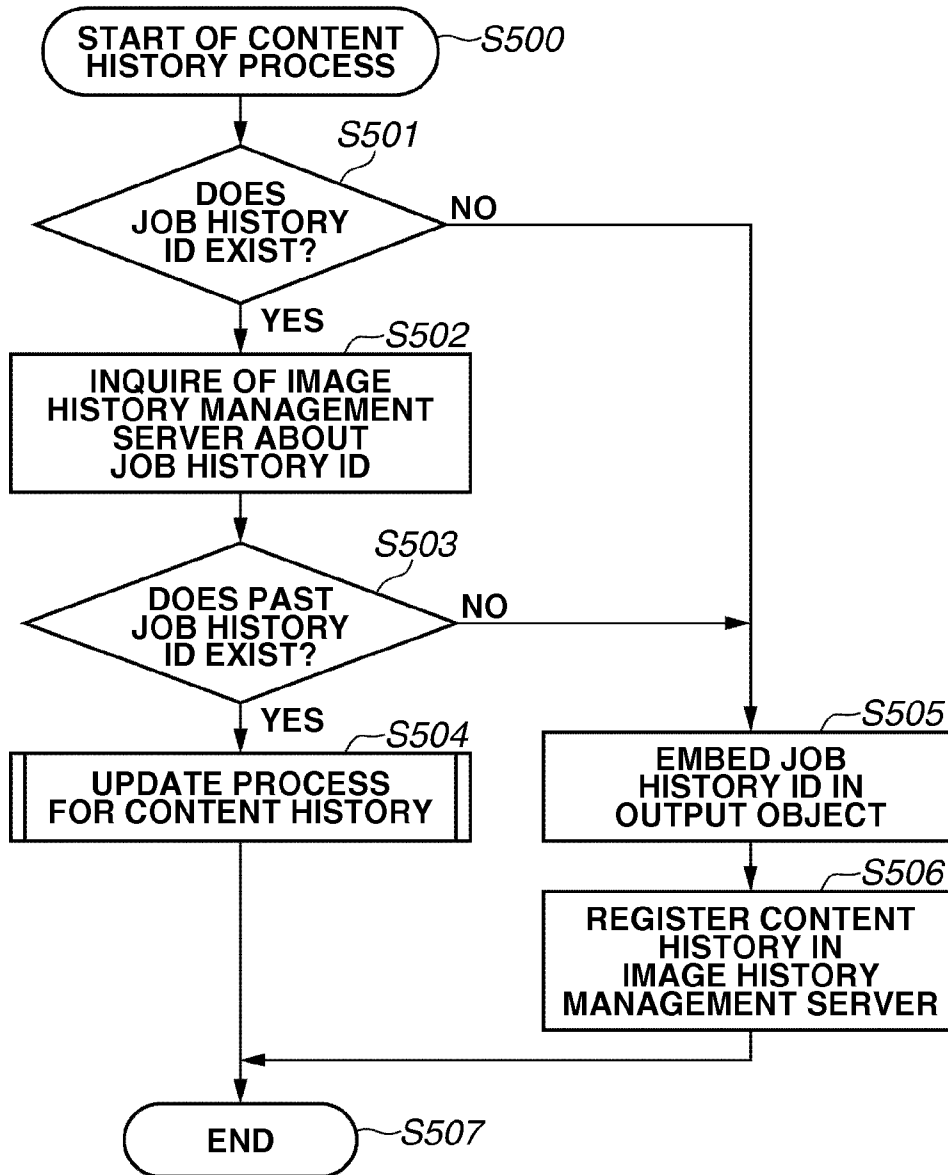 START OF CONTENT
HISTORY PROCESS
S500
S501
DOES
JOB HISTORY
ID EXIST?
NO
YES
S502
INQUIRE OF IMAGE
HISTORY MANAGEMENT
SERVER ABOUT
JOB HISTORY ID
S503
DOES PAST
JOB HISTORY
ID EXIST?
NO
YES
S504
UPDATE PROCESS
FOR CONTENT HISTORY
S505
EMBED JOB
HISTORY ID IN
OUTPUT OBJECT
S506
REGISTER CONTENT
HISTORY IN
IMAGE HISTORY
MANAGEMENT SERVER
END
S507